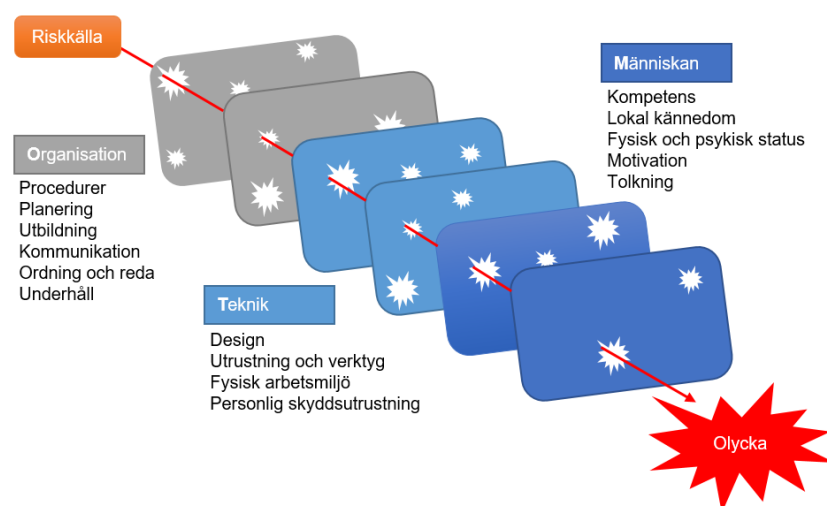 Riskkälla
Organisation
Procedurer
Planering
Utbildning
Kommunikation
Ordning och reda
Underhåll
Teknik
Design
Utrustning och verktyg
Fysisk arbetsmiljö
Personlig skyddsutrustning
Människan
Kompetens
Lokal kännedom
Fysisk och psykisk status
Motivation
Tolkning
Olycka